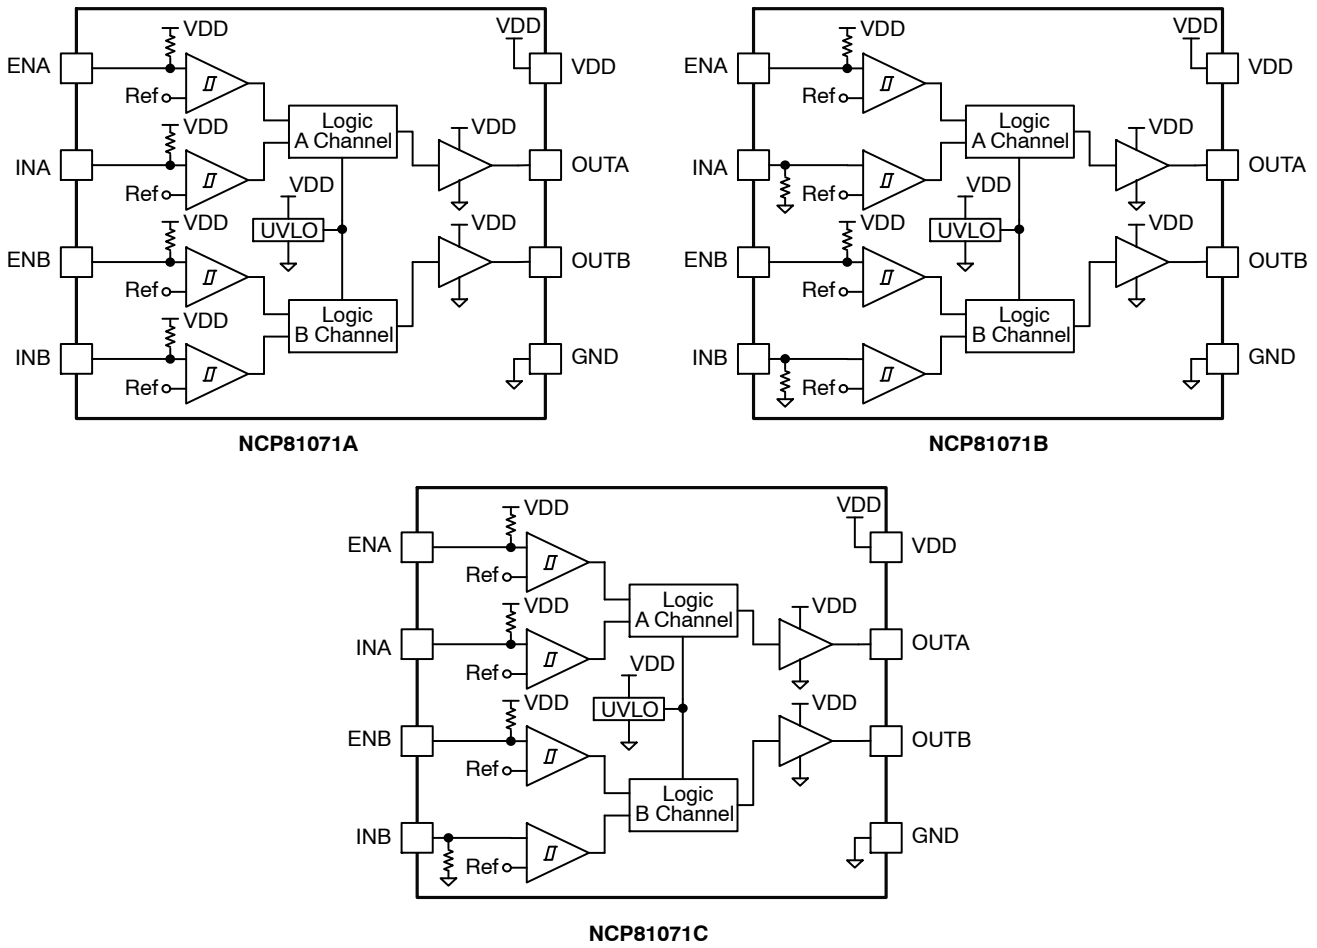 VDD
VDD
ENA
VDD
Ref
Logic
A Channel
VDD
VDD
INA
OUTA
Ref
VDD
UVLO
VDD
VDD
ENB
OUTB
Ref
Logic
B Channel
VDD
INB
GND
Ref
NCP81071A
VDD
VDD
ENA
VDD
Ref
Logic
A Channel
VDD
INA
OUTA
Ref
VDD
UVLO
VDD
VDD
ENB
OUTB
Ref
Logic
B Channel
INB
GND
Ref
NCP81071B
VDD
VDD
ENA
VDD
Ref
Logic
A Channel
VDD
VDD
INA
OUTA
Ref
VDD
UVLO
VDD
VDD
ENB
OUTB
Ref
Logic
B Channel
INB
GND
Ref
NCP81071C